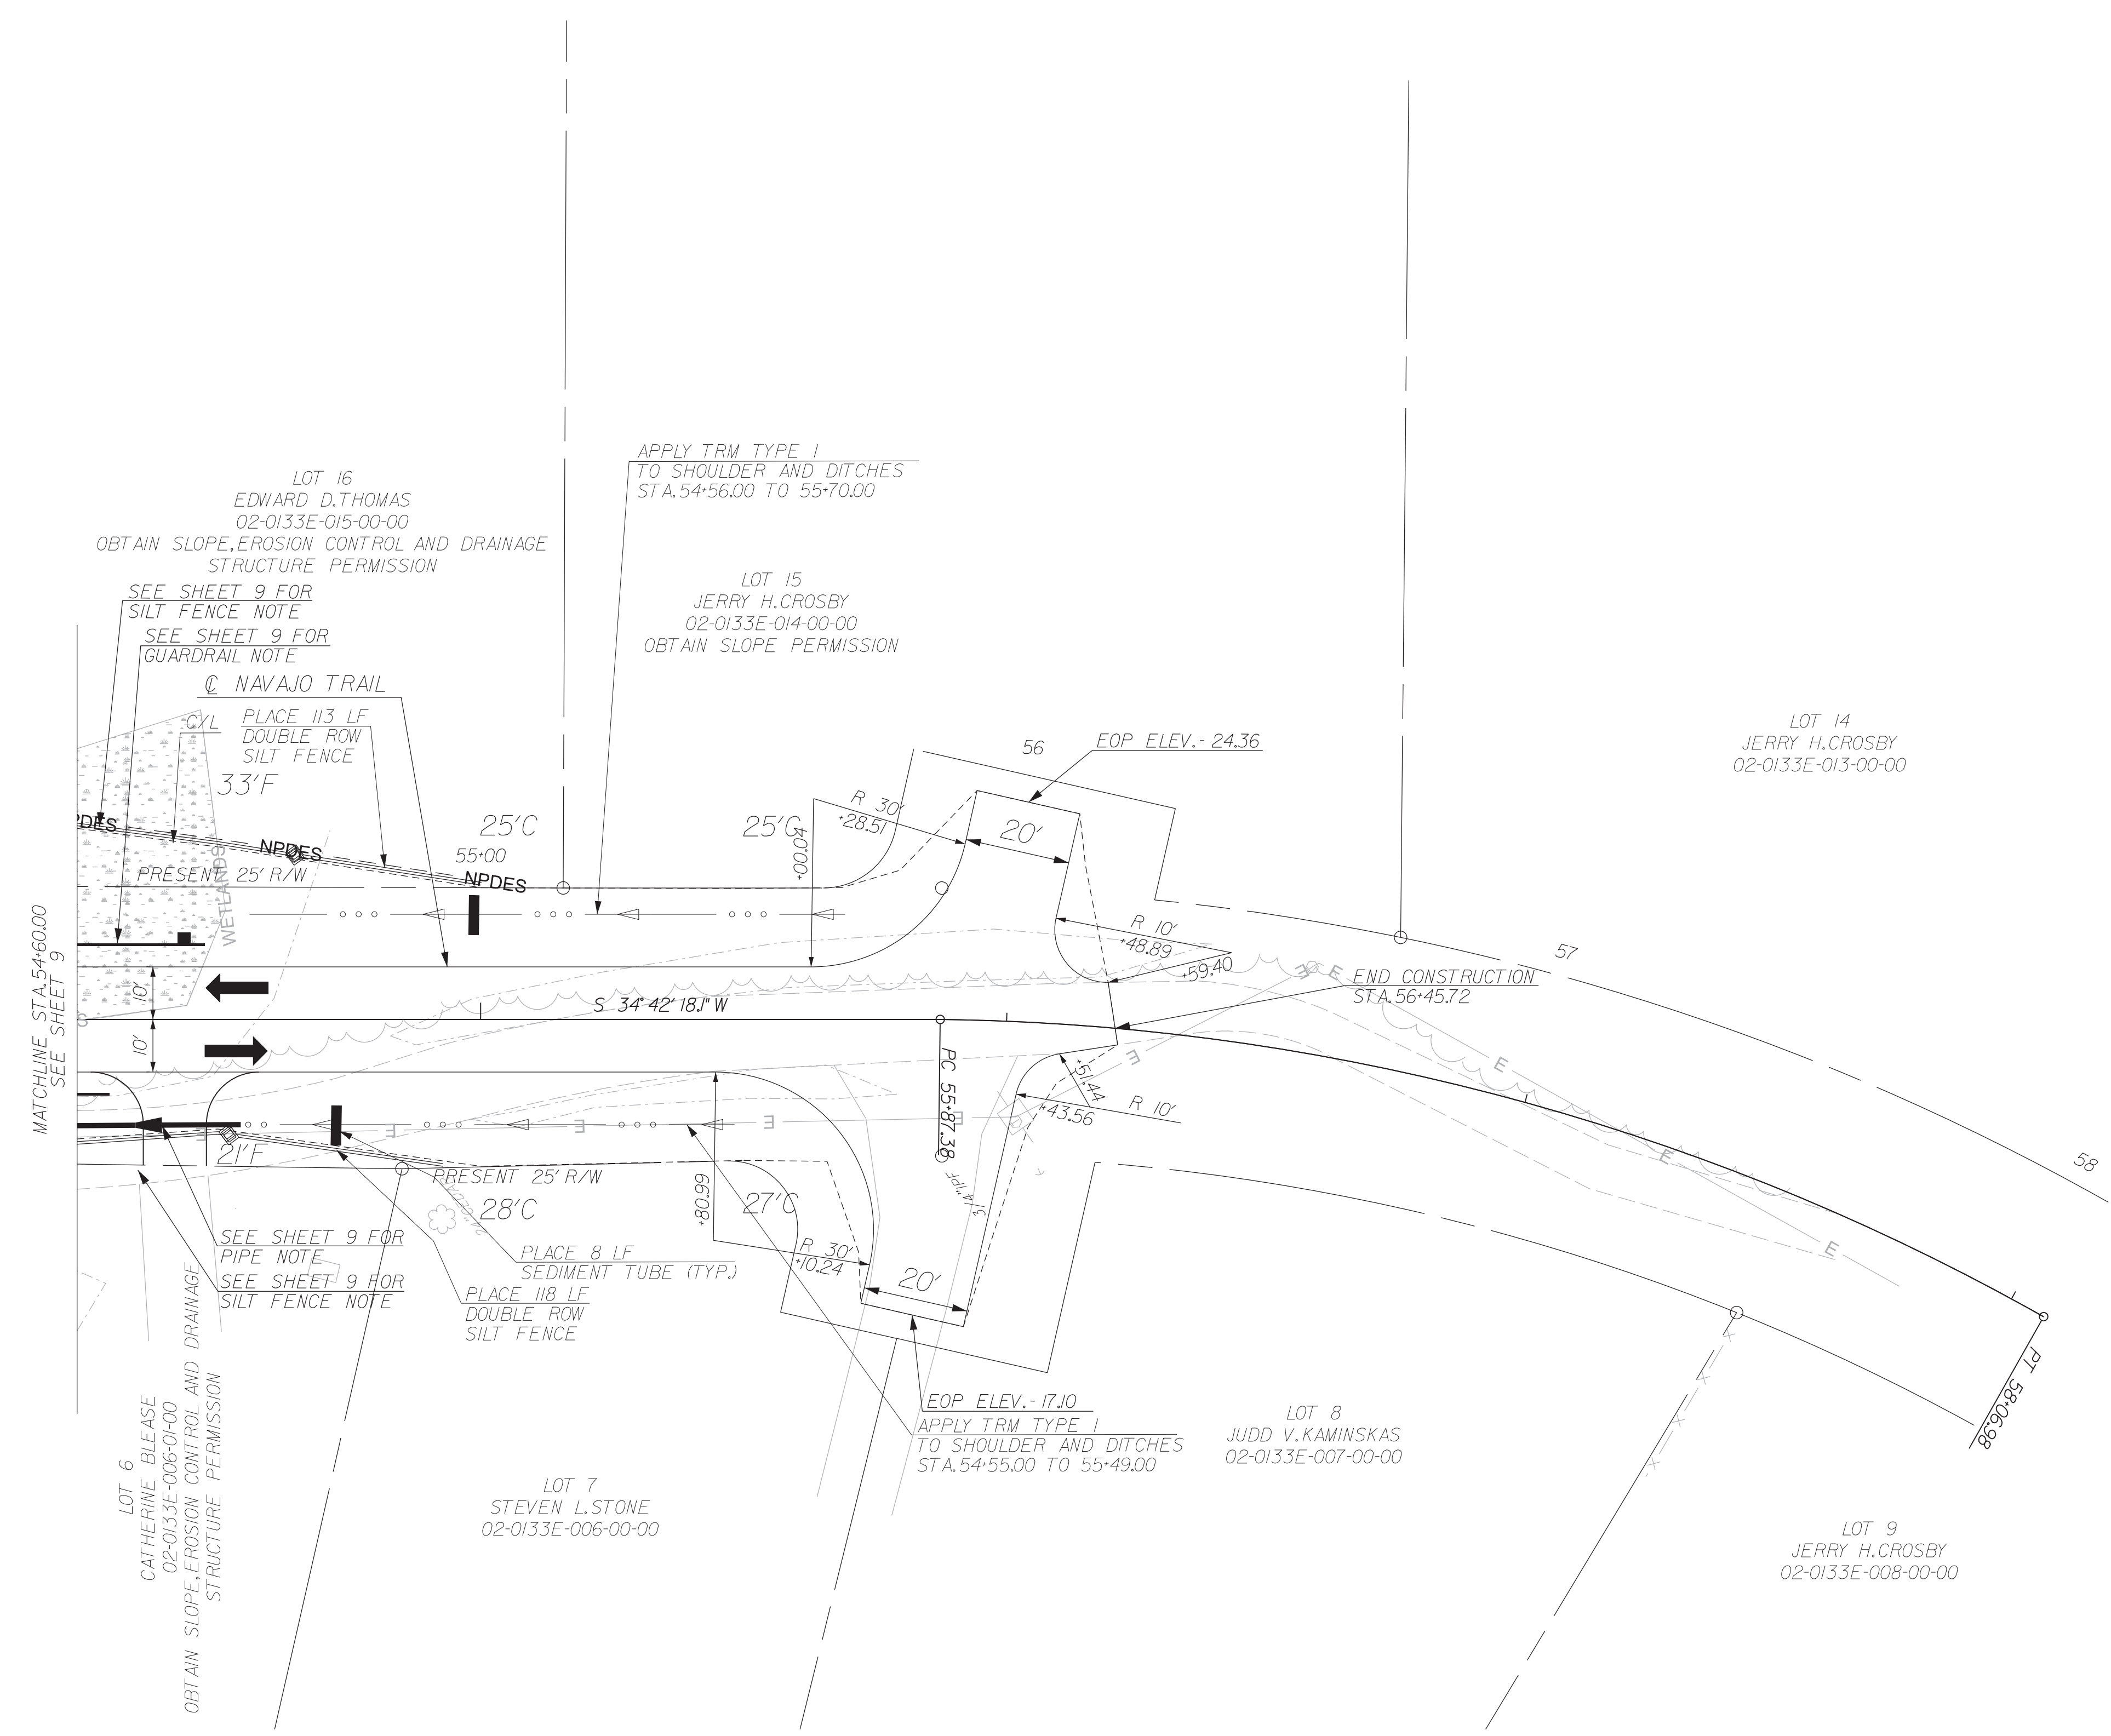 APPLY TRM TYPE 1
TO SHOULDER AND DITCHES
STA. 54+56.00 TO 55+70.00
LOT 16
EDWARD D. THOMAS
02-0133E-015-00-00
OBTAIN SLOPE, EROSION CONTROL AND DRAINAGE
STRUCTURE PERMISSION
LOT 15
JERRY H. CROSBY
02-0133E-014-00-00
OBTAIN SLOPE PERMISSION
SEE SHEET 9 FOR
SILT FENCE NOTE
SEE SHEET 9 FOR
GUARDRAIL NOTE
℄ NAVAJO TRAIL
C/L
PLACE 113 LF
DOUBLE ROW
SILT FENCE
33'F
56
EOP ELEV.- 24.36
LOT 14
JERRY H. CROSBY
02-0133E-013-00-00
PDES
NPDES
NPDES
25'C
55+00
25'C
+00.04
R 30'
+28.51
20'
PRESENT 25' R/W
WETLANDS
R 10'
+48.89
+59.40
57
END CONSTRUCTION
STA. 56+45.72
MATCHLINE STA. 54+60.00
SEE SHEET 9
10'
10'
S
S 34° 42' 18.1" W
E
E
E
E
E
E
E
E
E
E
E
PC 55+87.38
3/4" IPF
+51.44
+43.56
R 10'
58
21'F
PRESENT 25' R/W
28'C
+80.99
27'C
R 30'
+10.24
20'
SEE SHEET 9 FOR
PIPE NOTE
SEE SHEET 9 FOR
SILT FENCE NOTE
PLACE 8 LF
SEDIMENT TUBE (TYP.)
PLACE 118 LF
DOUBLE ROW
SILT FENCE
EOP ELEV.- 17.10
APPLY TRM TYPE 1
TO SHOULDER AND DITCHES
STA. 54+55.00 TO 55+49.00
LOT 8
JUDD V. KAMINSKAS
02-0133E-007-00-00
PT 58+06.98
LOT 6
CATHERINE BLEASE
02-0133E-006-01-00
OBTAIN SLOPE, EROSION CONTROL AND DRAINAGE
STRUCTURE PERMISSION
LOT 7
STEVEN L. STONE
02-0133E-006-00-00
LOT 9
JERRY H. CROSBY
02-0133E-008-00-00